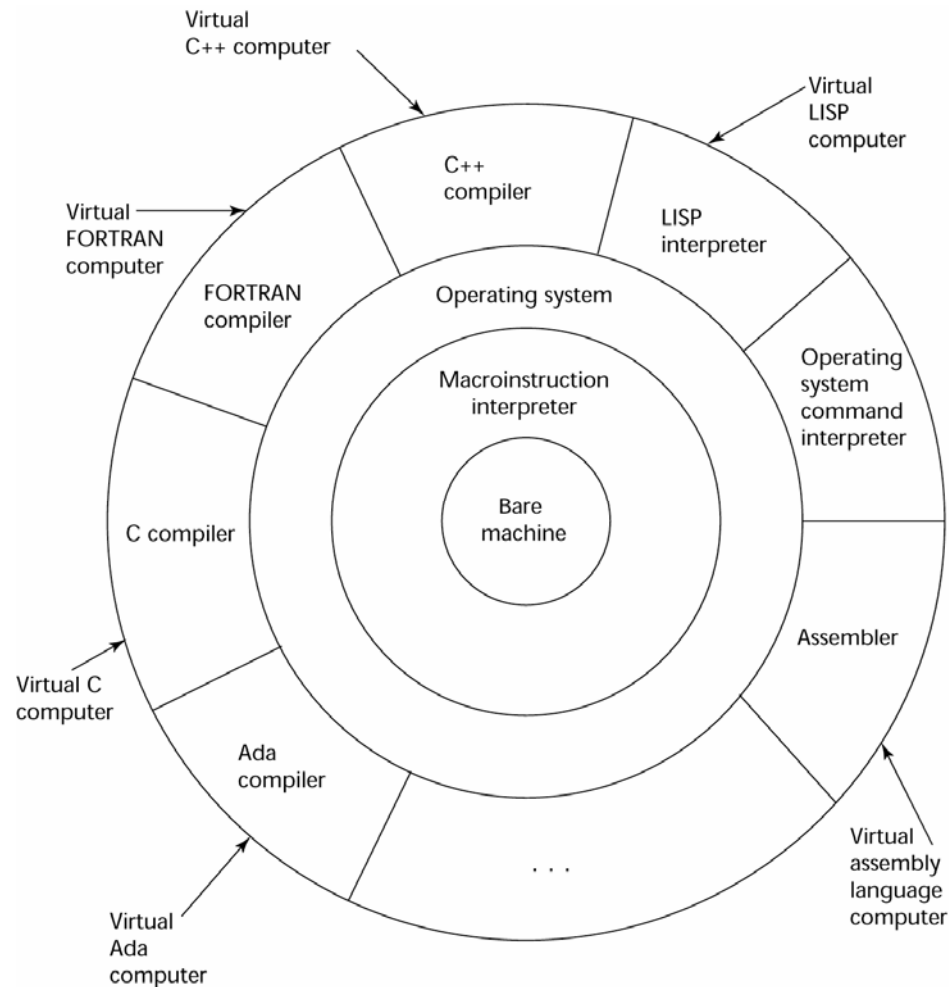 Virtual
C++ computer
Virtual
LISP
computer
C++
compiler
LISP
interpreter
Virtual
FORTRAN
computer
FORTRAN
compiler
Operating system
Operating
system
command
interpreter
Macroinstruction
interpreter
Bare
machine
C compiler
Assembler
Virtual C
computer
Ada
compiler
. . .
Virtual
assembly
language
computer
Virtual
Ada
computer